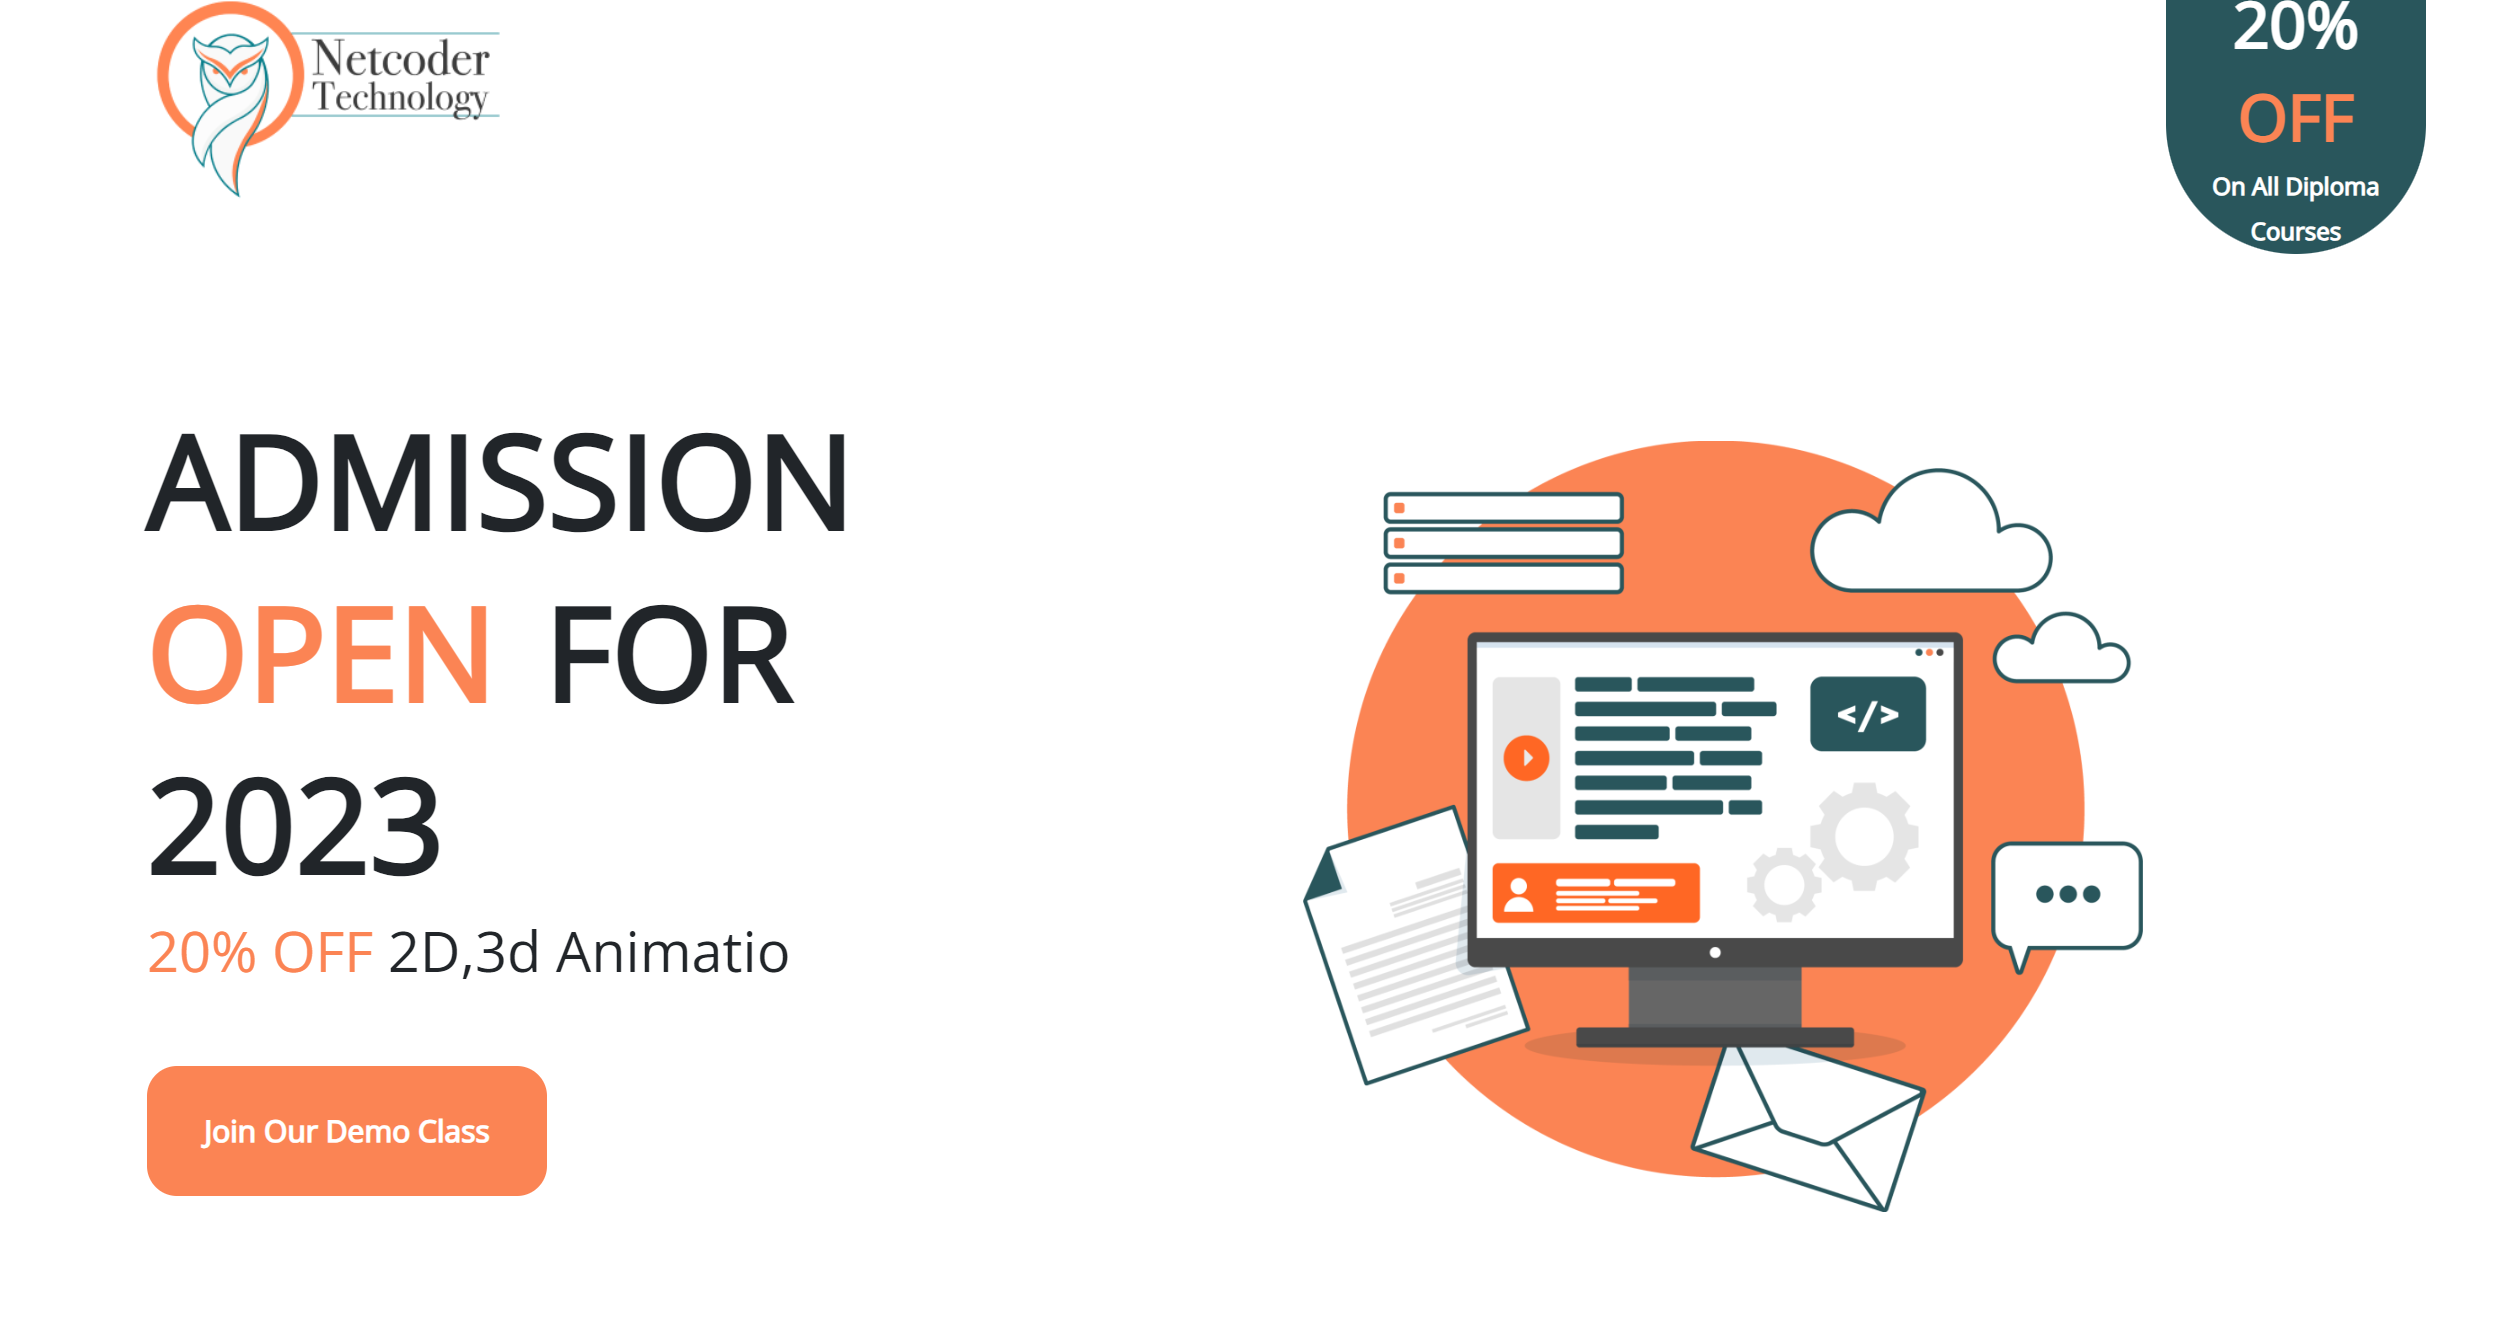 Netcoder
Technology
20%
OFF
On All Diploma
Courses
ADMISSION
OPEN FOR
2023
20% OFF 2D,3d Animatio
Join Our Demo Class
</>